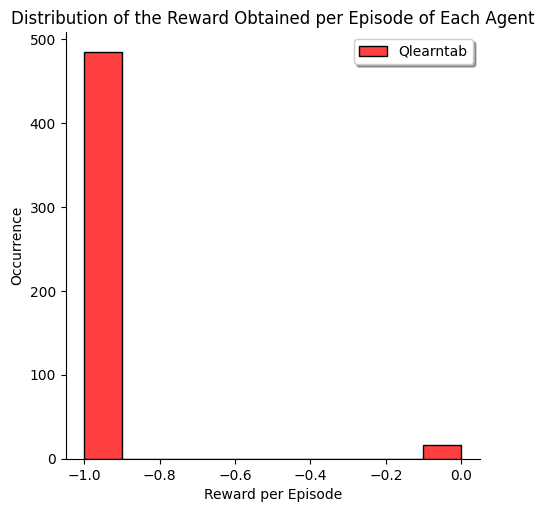 Distribution of the Reward Obtained per Episode of Each Agent
Qlearntab
500
400
300
200
100
0
Occurrence
−1.0 −0.8 −0.6 −0.4 −0.2 0.0
Reward per Episode